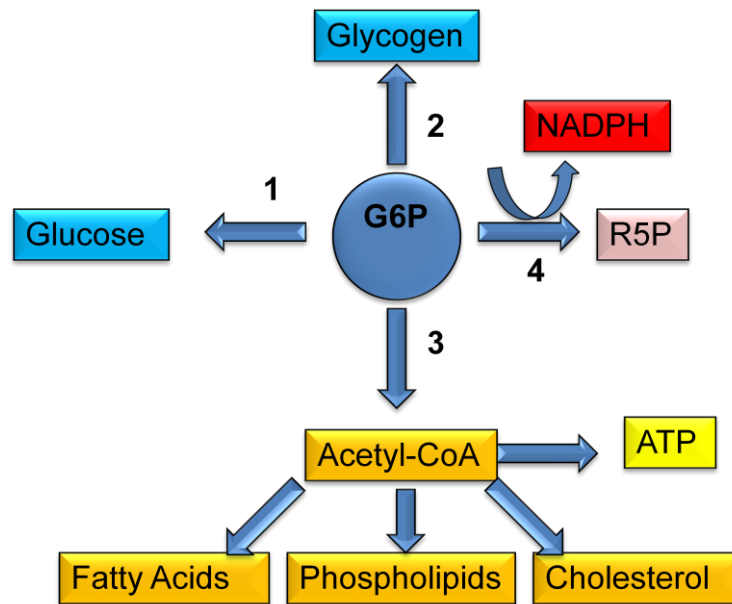 Glycogen
2
NADPH
1
G6P
Glucose
R5P
4
3
Acetyl-CoA
ATP
Fatty Acids
Phospholipids
Cholesterol